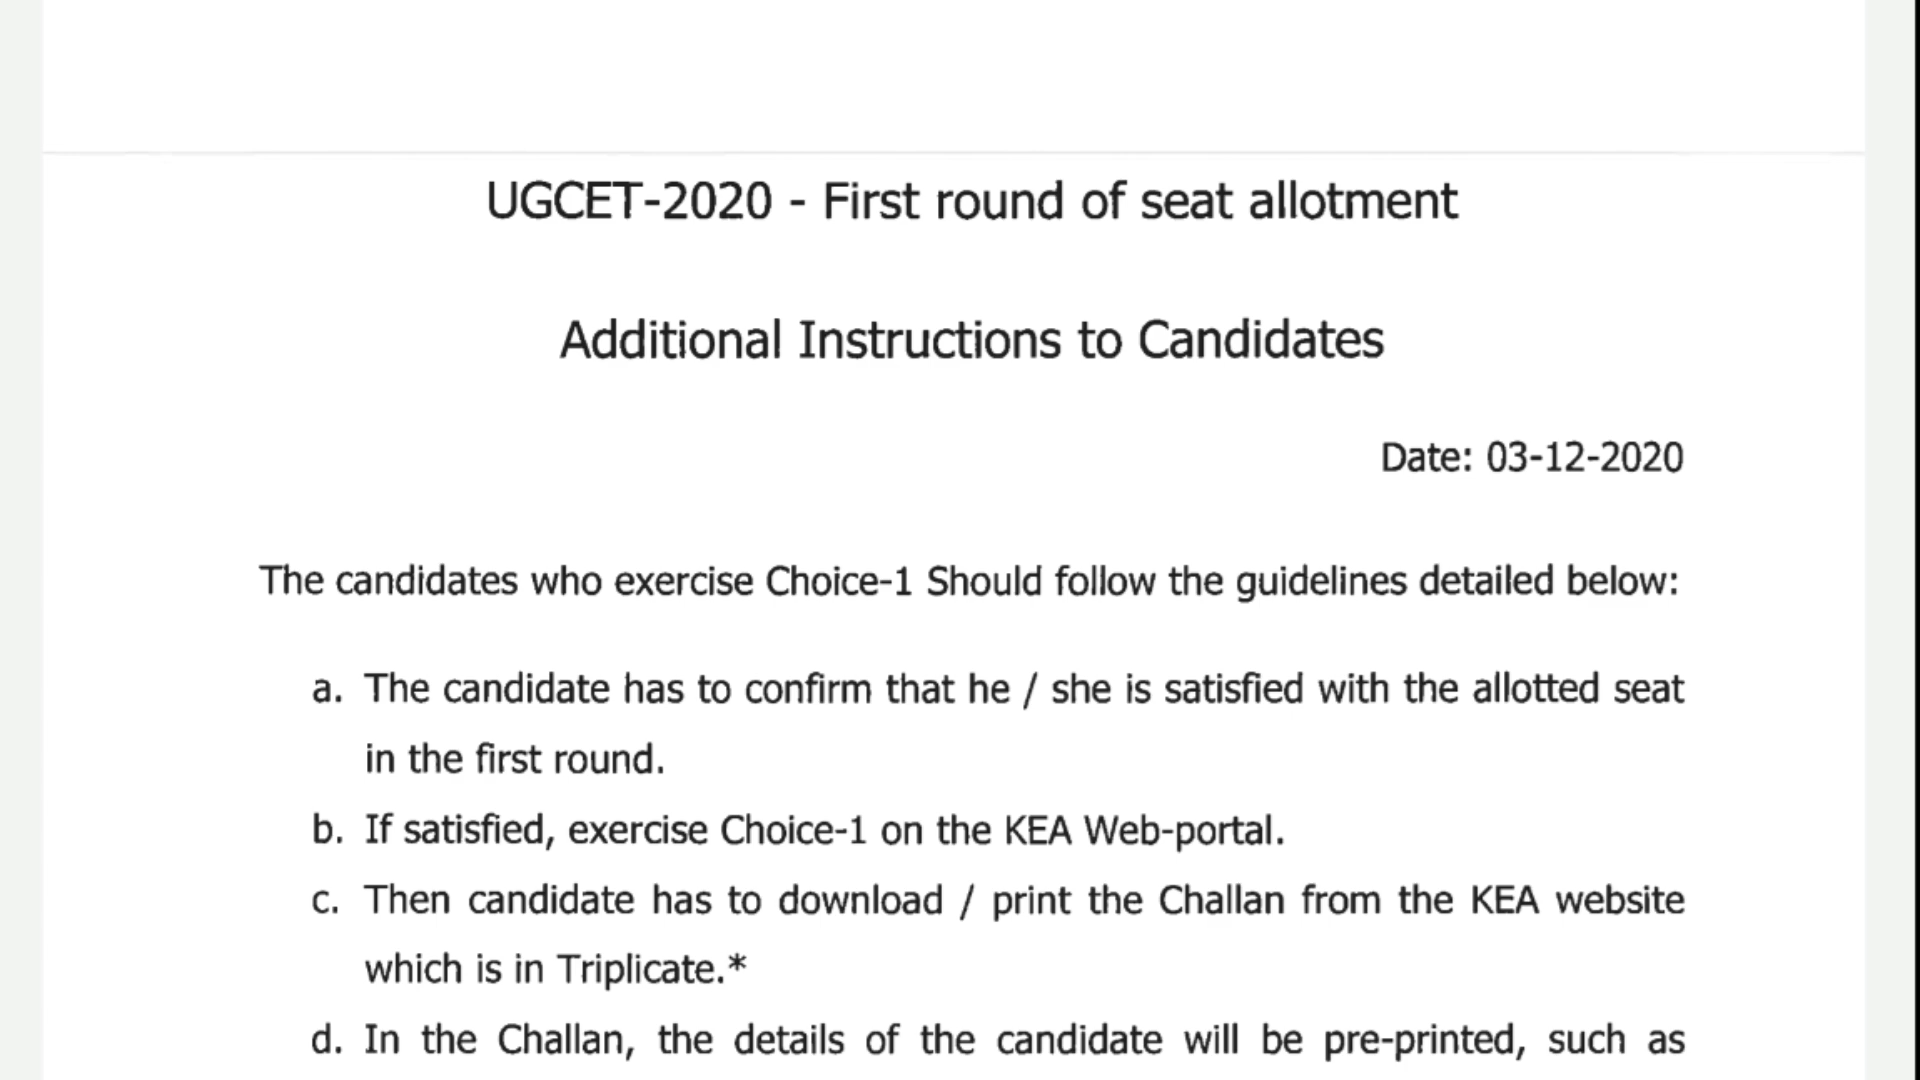 UGCET-2020 - First round of seat allotment
Additional Instructions to Candidates
Date: 03-12-2020
The candidates who exercise Choice-1 Should follow the guidelines detailed below:
a. The candidate has to confirm that he / she is satisfied with the allotted seat
in the first round.
b. If satisfied, exercise Choice-1 on the KEA Web-portal.
c. Then candidate has to download / print the Challan from the KEA website
which is in Triplicate.*
d. In the Challan, the details of the candidate will be pre-printed, such as